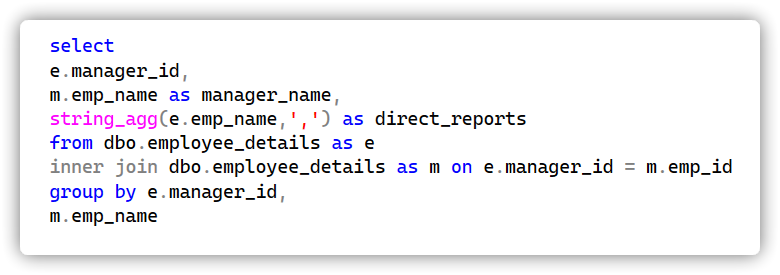 select
e.manager_id,
m.emp_name as manager_name,
string_agg(e.emp_name,',') as direct_reports
from dbo.employee_details as e
inner join dbo.employee_details as m on e.manager_id = m.emp_id
group by e.manager_id,
m.emp_name